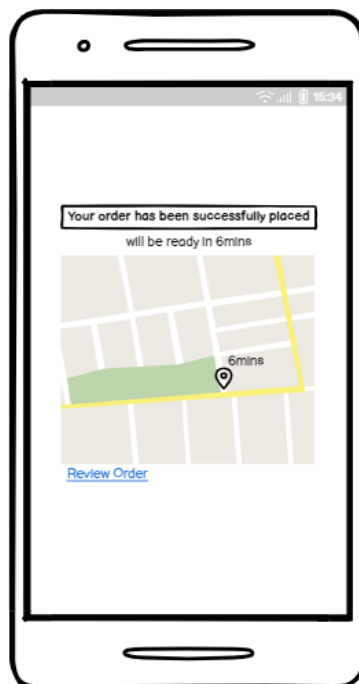 15:34
Your order has been successfully placed
will be ready in 6mins
6mins
Review Order